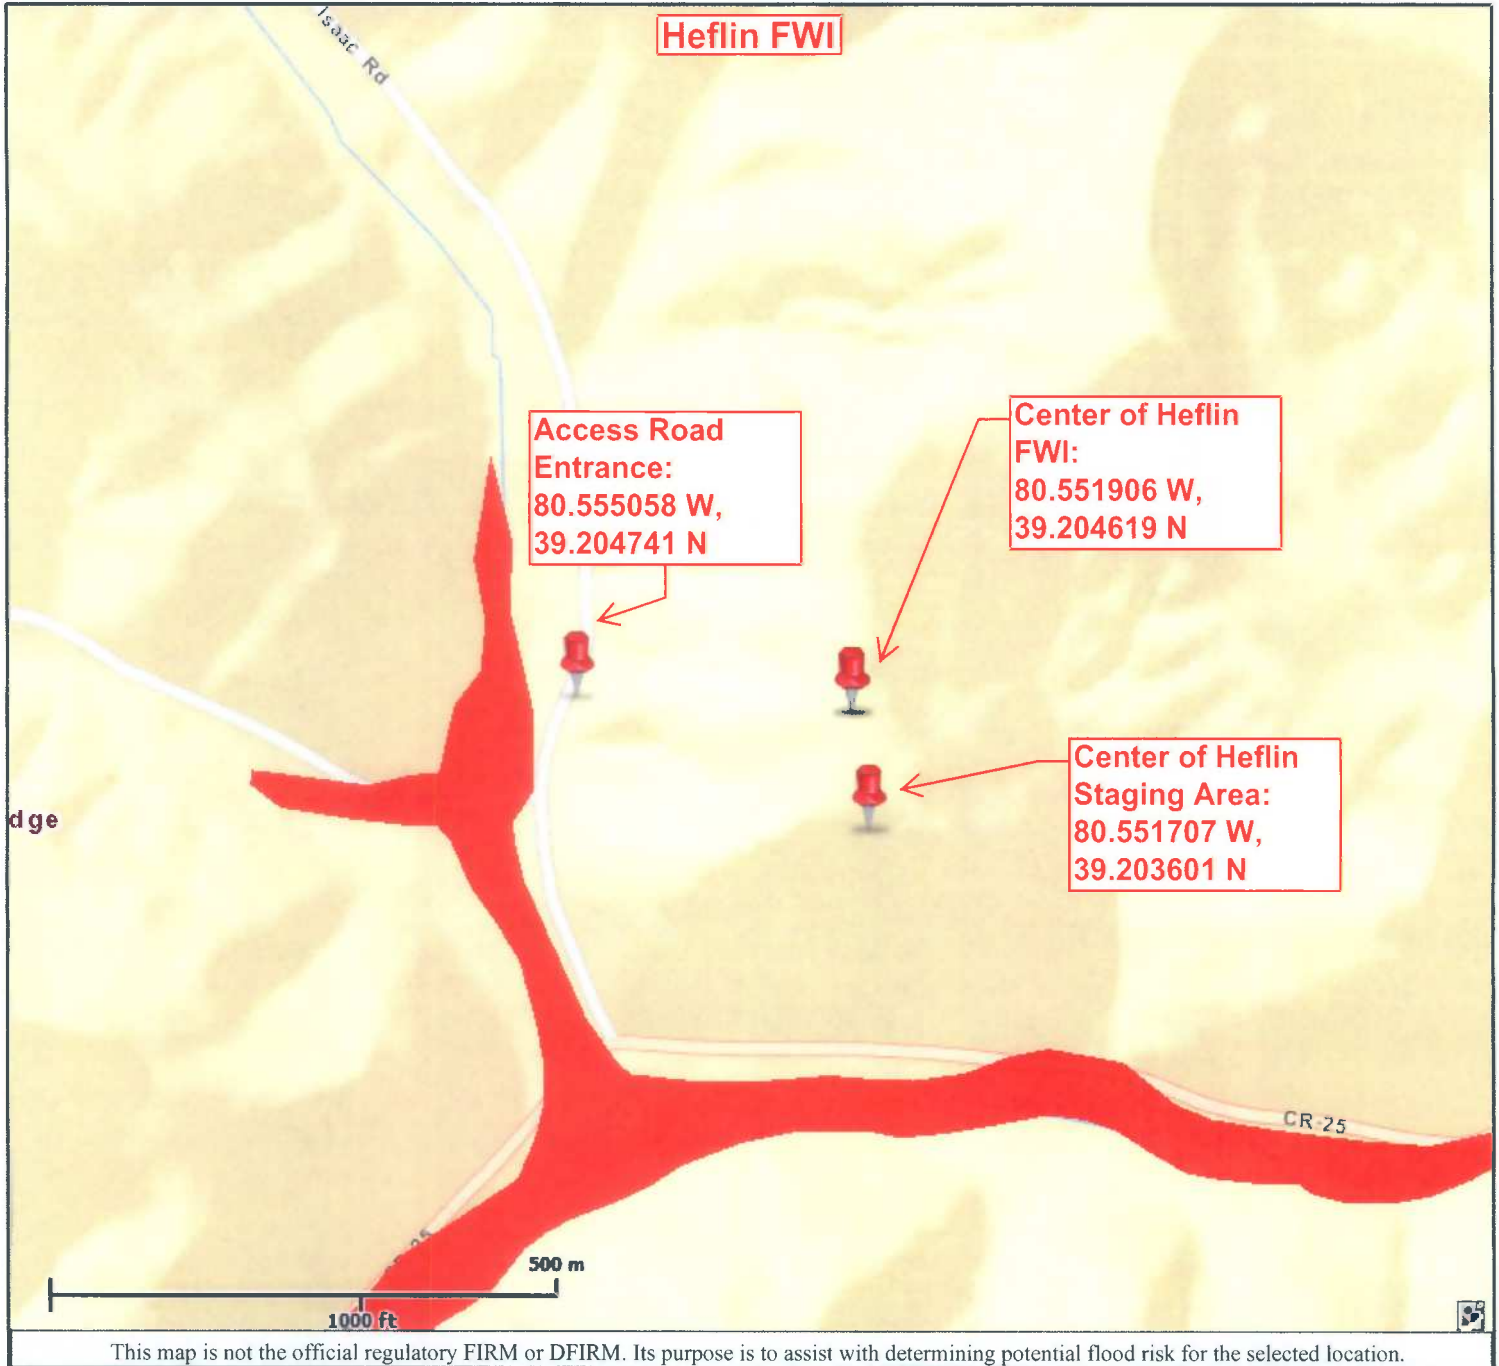 Heflin FWI
Isaac Rd
Access Road
Entrance:
80.555058 W,
39.204741 N
Center of Heflin
FWI:
80.551906 W,
39.204619 N
Center of Heflin
Staging Area:
80.551707 W,
39.203601 N
dge
CR-25
500 m
1000 ft
This map is not the official regulatory FIRM or DFIRM. Its purpose is to assist with determining potential flood risk for the selected location.